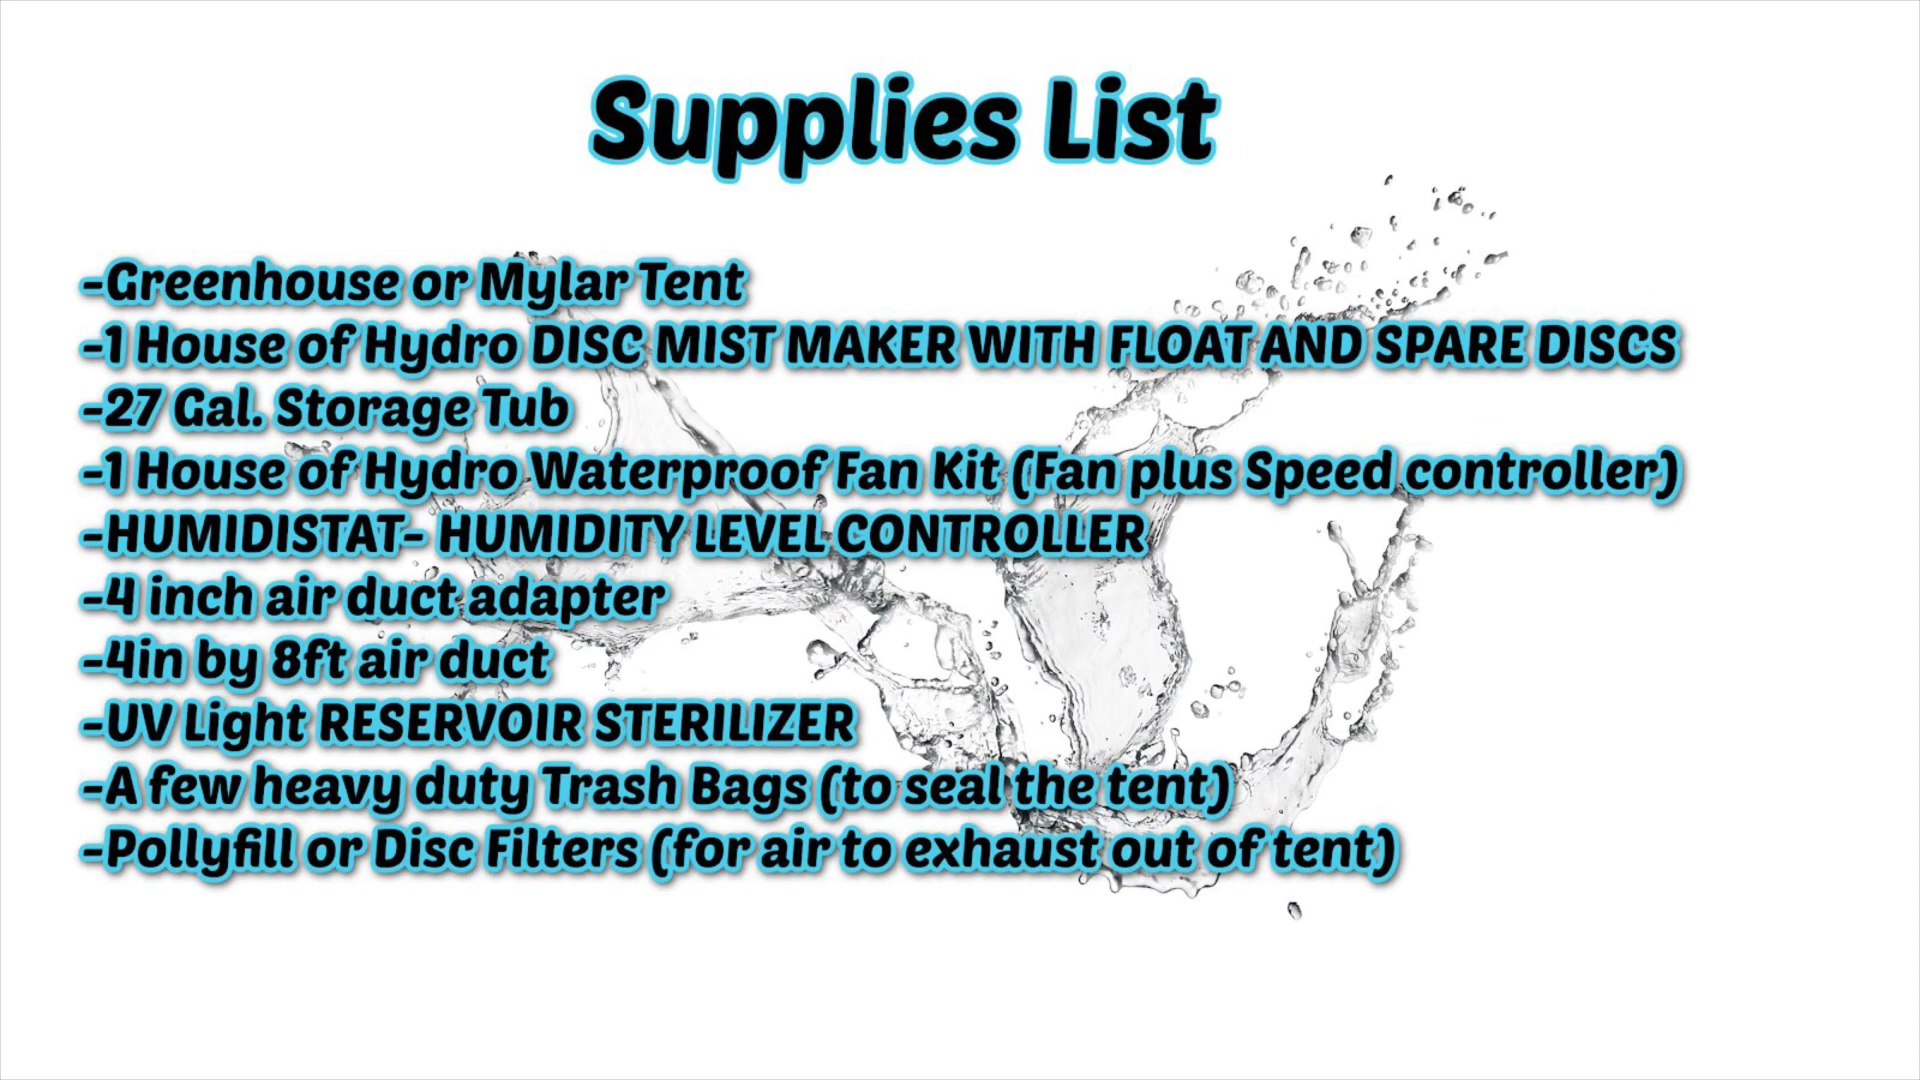 Supplies List
-Greenhouse or Mylar Tent
-1 House of Hydro DISC MIST MAKER WITH FLOAT AND SPARE DISCS
-27 Gal. Storage Tub
-1 House of Hydro Waterproof Fan Kit (Fan plus Speed controller)
-HUMIDISTAT- HUMIDITY LEVEL CONTROLLER
-4 inch air duct adapter
-4in by 8ft air duct
-UV Light RESERVOIR STERILIZER
-A few heavy duty Trash Bags (to seal the tent)
-Pollyfill or Disc Filters (for air to exhaust out of tent)